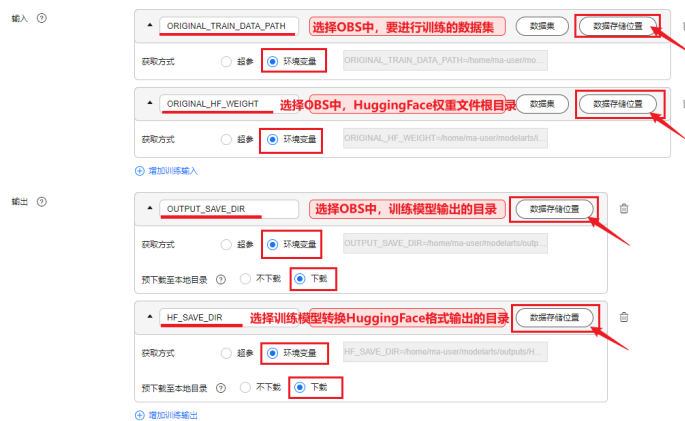 输入
ORIGINAL_TRAIN_DATA_PATH 选择OBS中，要进行训练的数据集 数据集 数据存储位置
获取方式 超参 环境变量 ORIGINAL_TRAIN_DATA_PATH=/home/ma-user/mo...
ORIGINAL_HF_WEIGHT 选择OBS中，HuggingFace权重文件根目录 数据集 数据存储位置
获取方式 超参 环境变量 ORIGINAL_HF_WEIGHT=/home/ma-user/modelarts/i...
增加训练输入
输出
OUTPUT_SAVE_DIR 选择OBS中，训练模型输出的目录 数据存储位置
获取方式 超参 环境变量 OUTPUT_SAVE_DIR=/home/ma-user/modelarts/outp...
预下载至本地目录 不下载 下载
HF_SAVE_DIR 选择训练模型转换HuggingFace格式输出的目录 数据存储位置
获取方式 超参 环境变量 HF_SAVE_DIR=/home/ma-user/modelarts/outputs/H...
预下载至本地目录 不下载 下载
增加训练输出